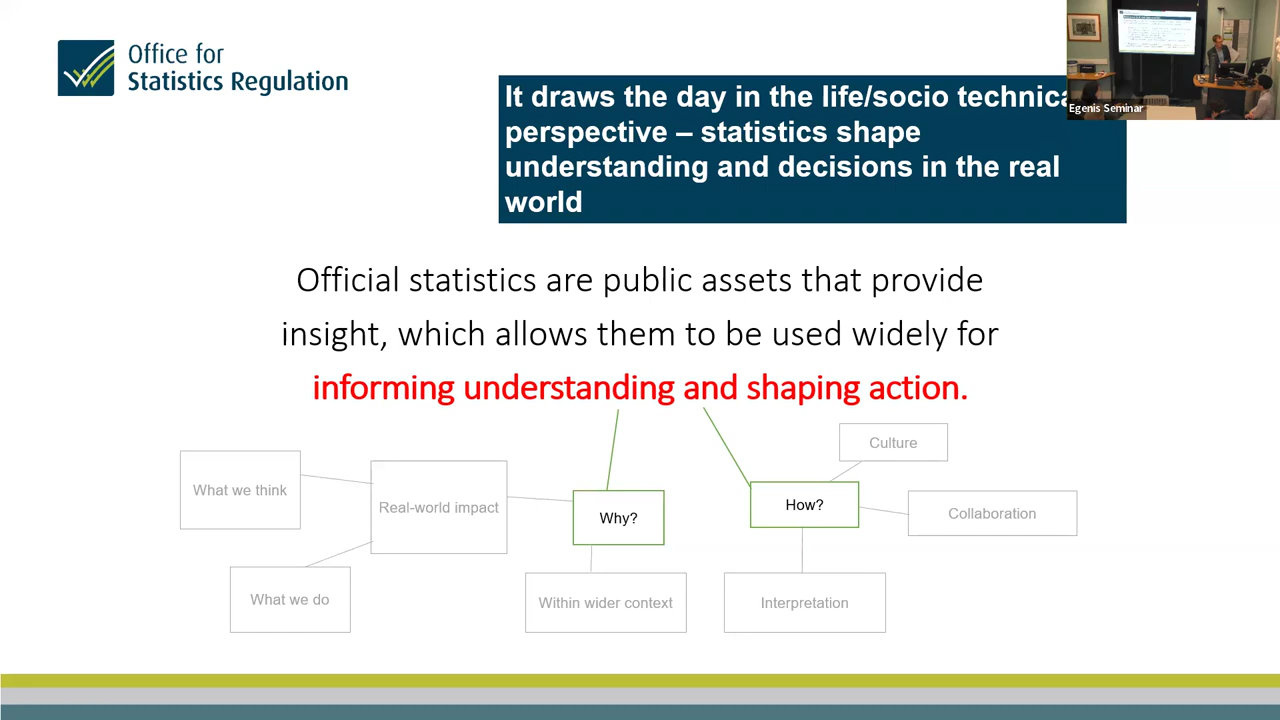 Office for
Statistics Regulation
It draws the day in the life/socio technica
perspective – statistics shape
understanding and decisions in the real
world
Egenis Seminar
Official statistics are public assets that provide
insight, which allows them to be used widely for
informing understanding and shaping action.
Culture
What we think
Real-world impact
Why?
How?
Collaboration
What we do
Within wider context
Interpretation